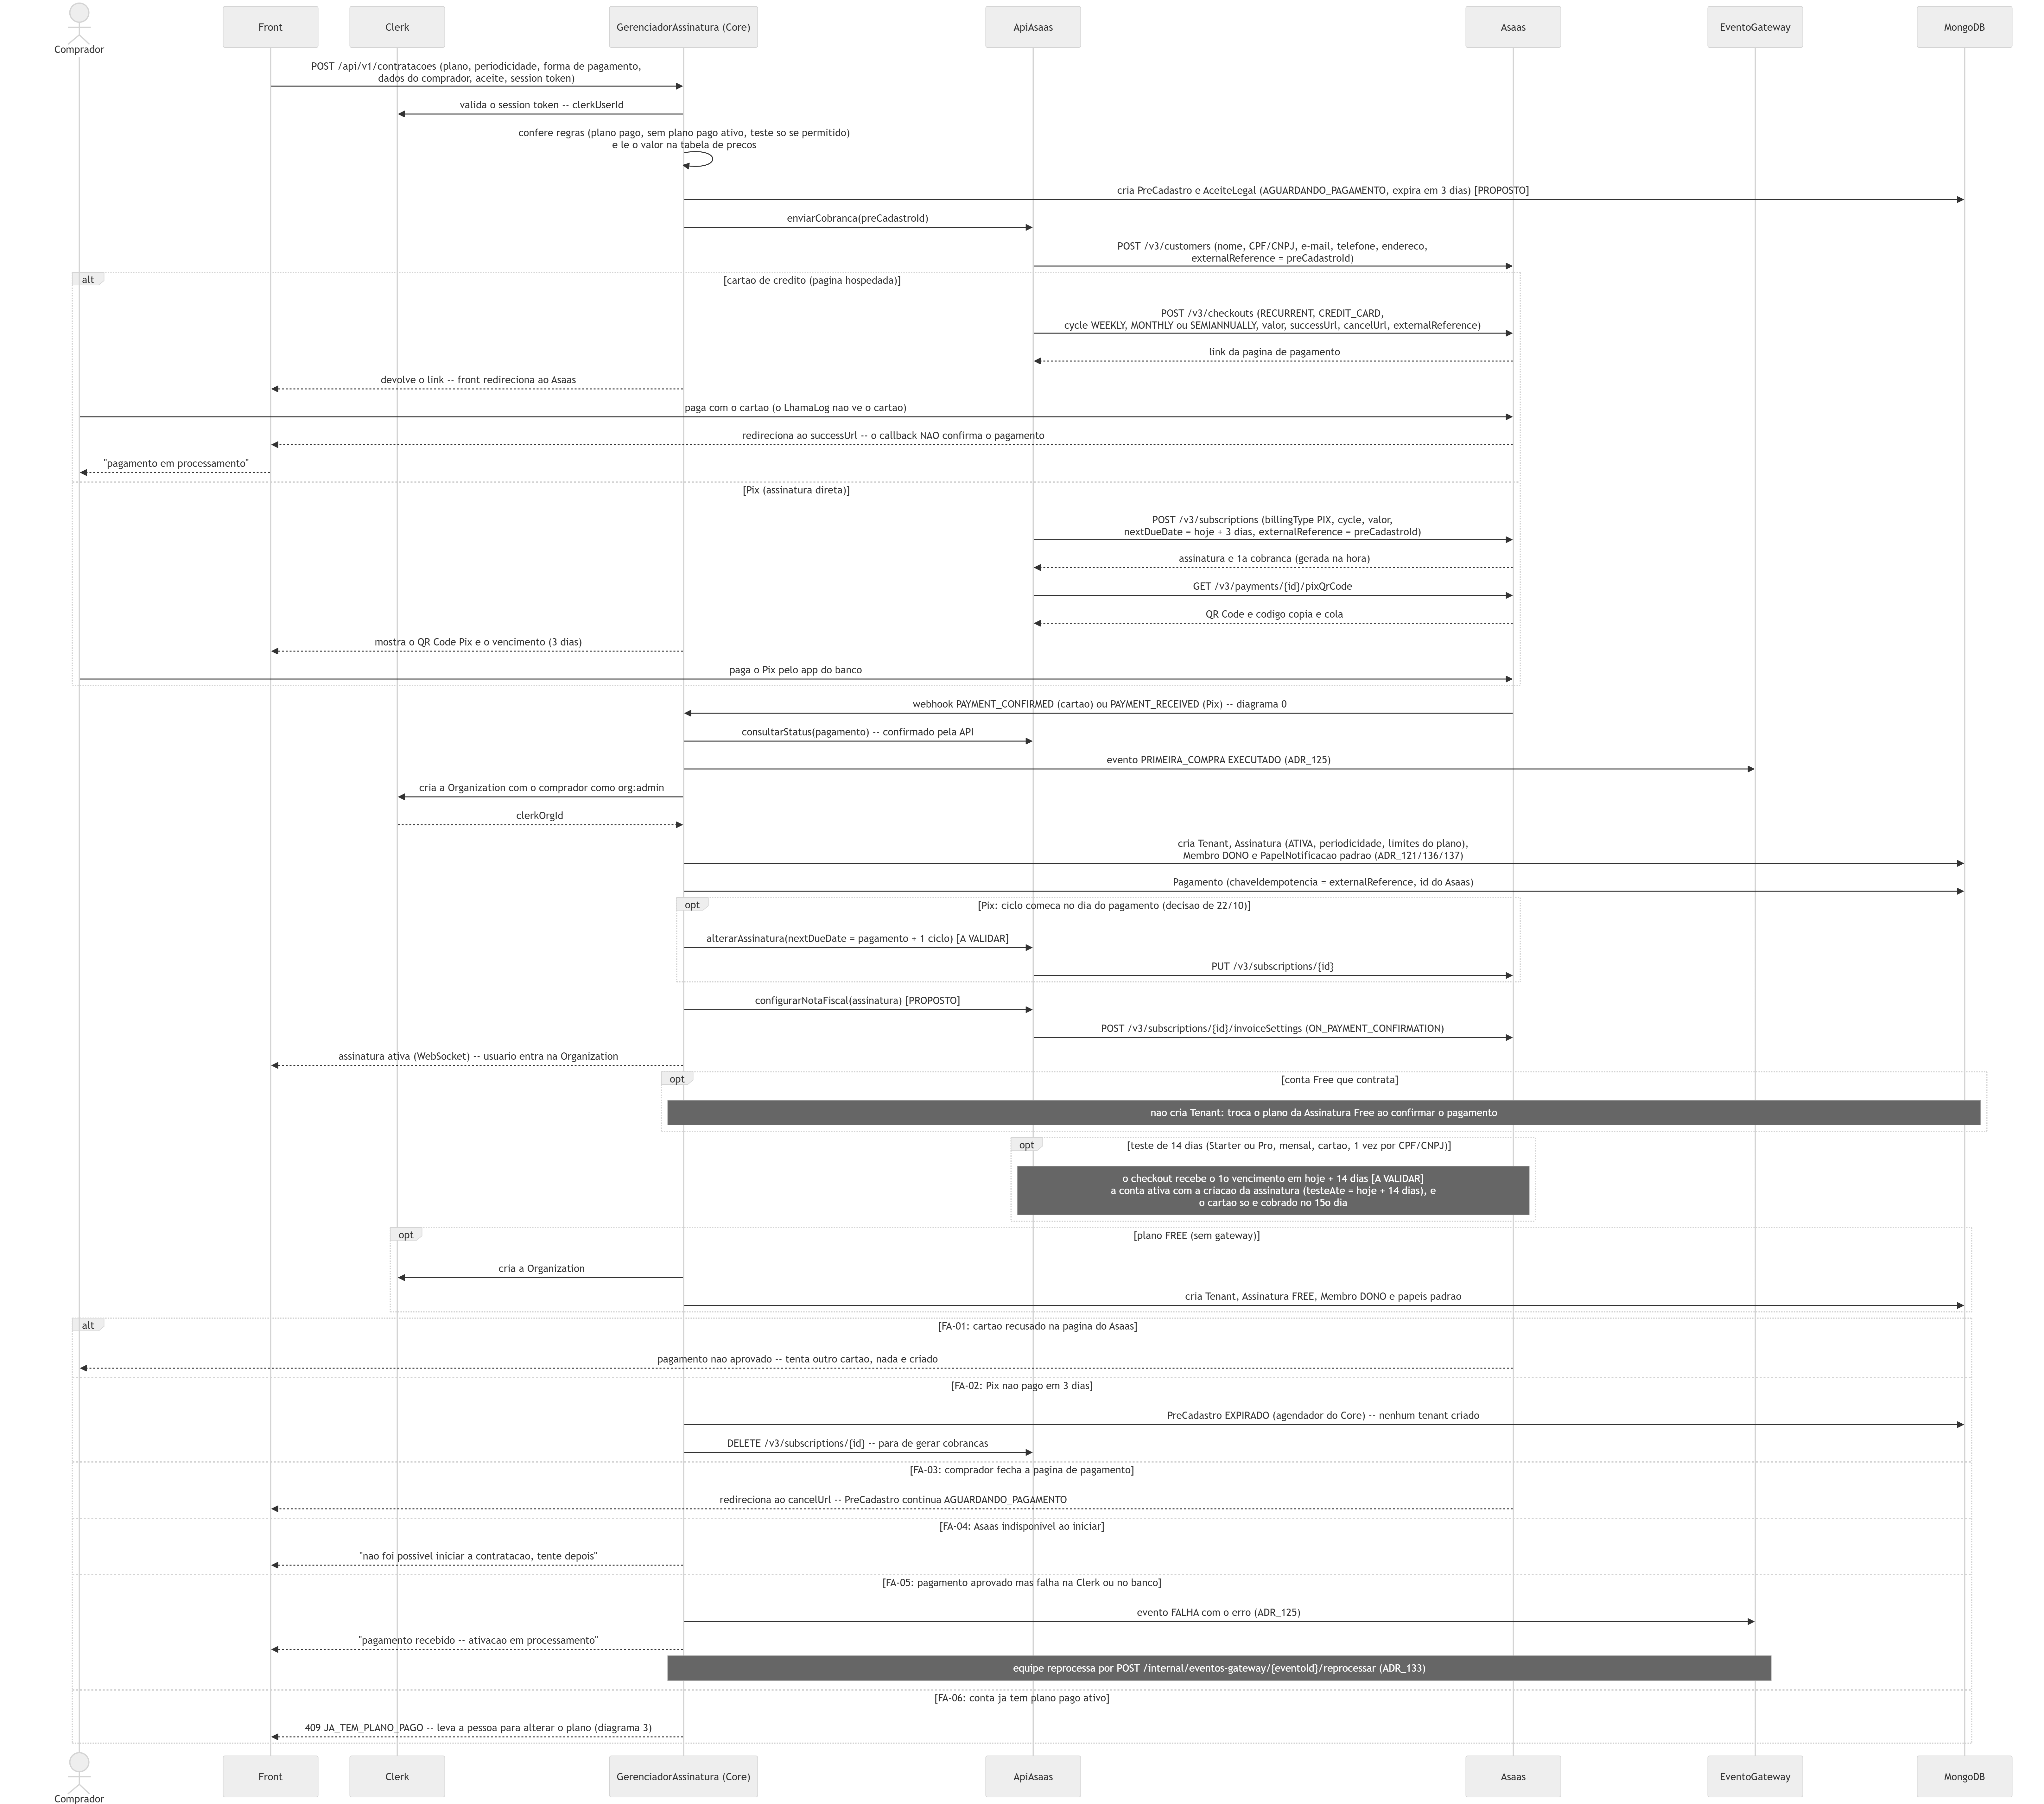 Comprador
Front
Clerk
GerenciadorAssinatura (Core)
ApiAsaas
Asaas
EventoGateway
MongoDB
POST /api/v1/contratacoes (plano, periodicidade, forma de pagamento,
dados do comprador, aceite, session token)
valida o session token -- clerkUserId
confere regras (plano pago, sem plano pago ativo, teste so se permitido)
e le o valor na tabela de precos
cria PreCadastro e AceiteLegal (AGUARDANDO_PAGAMENTO, expira em 3 dias) [PROPOSTO]
enviarCobranca(preCadastroId)
POST /v3/customers (nome, CPF/CNPJ, e-mail, telefone, endereco,
externalReference = preCadastroId)
alt
[cartao de credito (pagina hospedada)]
POST /v3/checkouts (RECURRENT, CREDIT_CARD,
cycle WEEKLY, MONTHLY ou SEMIANNUALLY, valor, successUrl, cancelUrl, externalReference)
link da pagina de pagamento
devolve o link -- front redireciona ao Asaas
paga com o cartao (o LhamaLog nao ve o cartao)
redireciona ao successUrl -- o callback NAO confirma o pagamento
"pagamento em processamento"
[Pix (assinatura direta)]
POST /v3/subscriptions (billingType PIX, cycle, valor,
nextDueDate = hoje + 3 dias, externalReference = preCadastroId)
assinatura e 1a cobranca (gerada na hora)
GET /v3/payments/{id}/pixQrCode
QR Code e codigo copia e cola
mostra o QR Code Pix e o vencimento (3 dias)
paga o Pix pelo app do banco
webhook PAYMENT_CONFIRMED (cartao) ou PAYMENT_RECEIVED (Pix) -- diagrama 0
consultarStatus(pagamento) -- confirmado pela API
evento PRIMEIRA_COMPRA EXECUTADO (ADR_125)
cria a Organization com o comprador como org:admin
clerkOrgId
cria Tenant, Assinatura (ATIVA, periodicidade, limites do plano),
Membro DONO e PapelNotificacao padrao (ADR_121/136/137)
Pagamento (chaveIdempotencia = externalReference, id do Asaas)
opt
[Pix: ciclo comeca no dia do pagamento (decisao de 22/10)]
alterarAssinatura(nextDueDate = pagamento + 1 ciclo) [A VALIDAR]
PUT /v3/subscriptions/{id}
configurarNotaFiscal(assinatura) [PROPOSTO]
POST /v3/subscriptions/{id}/invoiceSettings (ON_PAYMENT_CONFIRMATION)
assinatura ativa (WebSocket) -- usuario entra na Organization
opt
[conta Free que contrata]
nao cria Tenant: troca o plano da Assinatura Free ao confirmar o pagamento
opt
[teste de 14 dias (Starter ou Pro, mensal, cartao, 1 vez por CPF/CNPJ)]
o checkout recebe o 1o vencimento em hoje + 14 dias [A VALIDAR]
a conta ativa com a criacao da assinatura (testeAte = hoje + 14 dias), e
o cartao so e cobrado no 15o dia
opt
[plano FREE (sem gateway)]
cria a Organization
cria Tenant, Assinatura FREE, Membro DONO e papeis padrao
alt
[FA-01: cartao recusado na pagina do Asaas]
pagamento nao aprovado -- tenta outro cartao, nada e criado
[FA-02: Pix nao pago em 3 dias]
PreCadastro EXPIRADO (agendador do Core) -- nenhum tenant criado
DELETE /v3/subscriptions/{id} -- para de gerar cobrancas
[FA-03: comprador fecha a pagina de pagamento]
redireciona ao cancelUrl -- PreCadastro continua AGUARDANDO_PAGAMENTO
[FA-04: Asaas indisponivel ao iniciar]
"nao foi possivel iniciar a contratacao, tente depois"
[FA-05: pagamento aprovado mas falha na Clerk ou no banco]
evento FALHA com o erro (ADR_125)
"pagamento recebido -- ativacao em processamento"
equipe reprocessa por POST /internal/eventos-gateway/{eventoId}/reprocessar (ADR_133)
[FA-06: conta ja tem plano pago ativo]
409 JA_TEM_PLANO_PAGO -- leva a pessoa para alterar o plano (diagrama 3)
Comprador
Front
Clerk
GerenciadorAssinatura (Core)
ApiAsaas
Asaas
EventoGateway
MongoDB